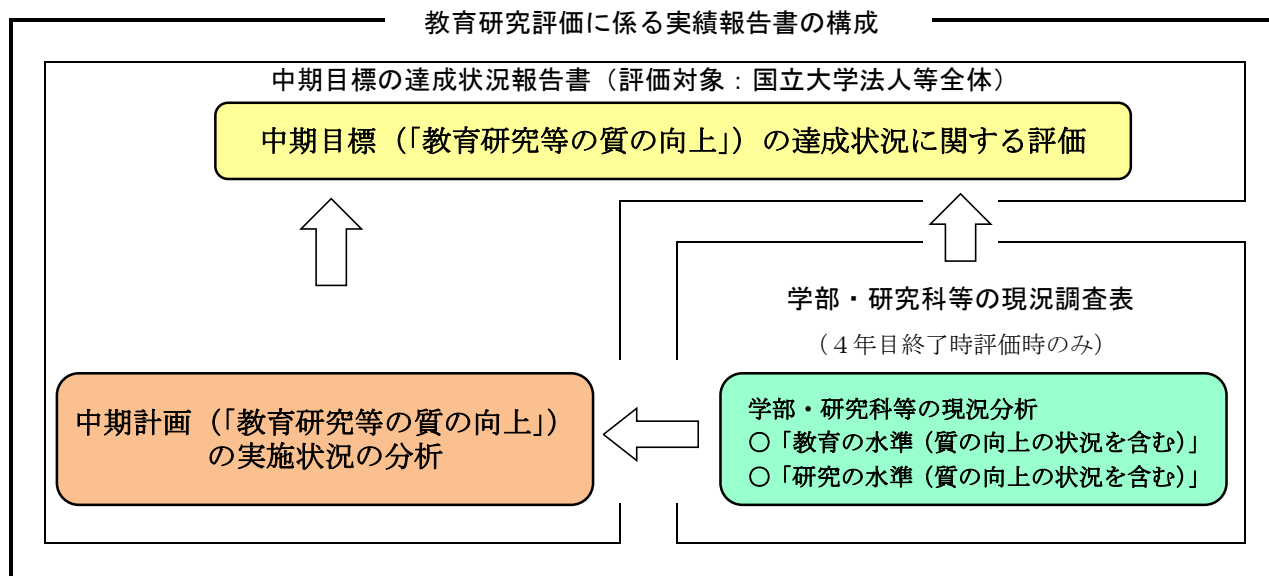 教育研究評価に係る実績報告書の構成
中期目標の達成状況報告書（評価対象：国立大学法人等全体）
中期目標（「教育研究等の質の向上」）の達成状況に関する評価
学部・研究科等の現況調査表
（４年目終了時評価時のみ）
中期計画（「教育研究等の質の向上」）
の実施状況の分析
学部・研究科等の現況分析
○「教育の水準（質の向上の状況を含む）」
○「研究の水準（質の向上の状況を含む）」